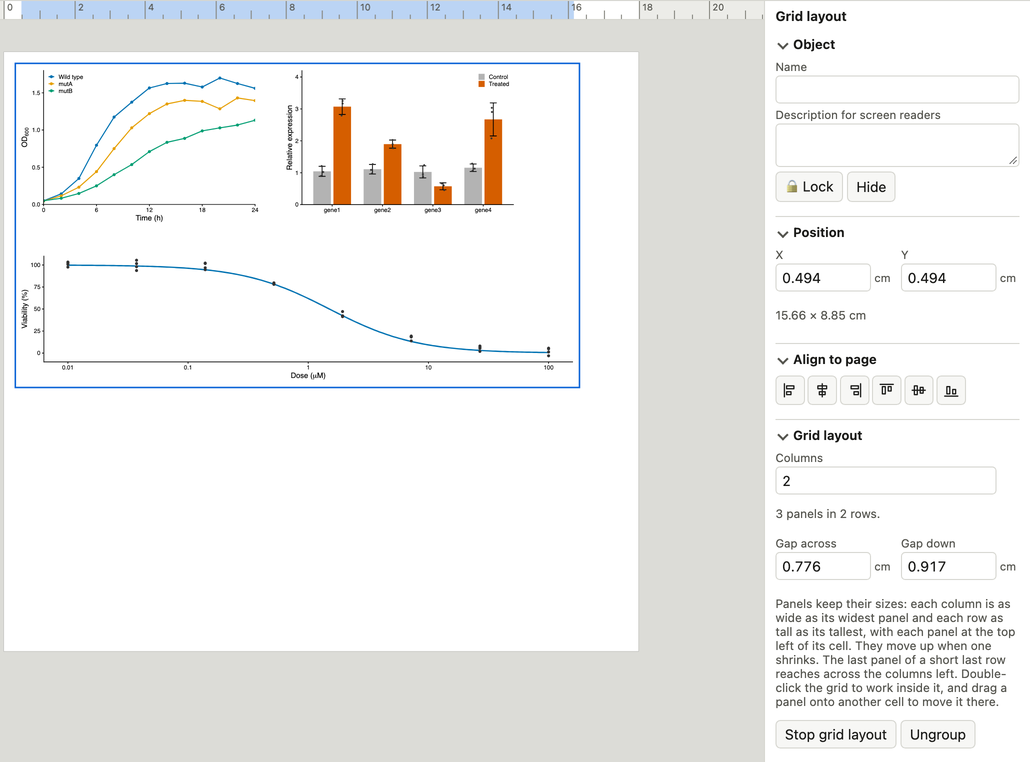 0 2 4 6 8 10 12 14 16 18 20
Grid layout
Object
Name
Description for screen readers
Lock Hide
Position
X Y
0.494 cm 0.494 cm
15.66 × 8.85 cm
Align to page
Grid layout
Columns
2
3 panels in 2 rows.
Gap across Gap down
0.776 cm 0.917 cm
Panels keep their sizes: each column is as
wide as its widest panel and each row as
tall as its tallest, with each panel at the top
left of its cell. They move up when one
shrinks. The last panel of a short last row
reaches across the columns left. Double-
click the grid to work inside it, and drag a
panel onto another cell to move it there.
Stop grid layout Ungroup
Wild type
mutA
mutB
OD600
1.5
1.0
0.5
0.0
0 6 12 18 24
Time (h)
Control
Treated
Relative expression
4
3
2
1
0
gene1 gene2 gene3 gene4
Viability (%)
100
75
50
25
0
0.01 0.1 1 10 100
Dose (μM)